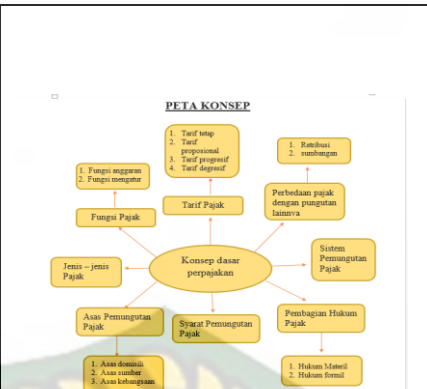 PETA KONSEP
1. Tarif tetap
2. Tarif
proposional
3. Tarif progresif
4. Tarif degresif
1. Retribusi
2. sumbangan
1. Fungsi anggaran
2. Fungsi mengatur
Fungsi Pajak
Tarif Pajak
Perbedaan pajak
dengan pungutan
lainnva
Konsep dasar
perpajakan
Sistem
Pemungutan
Pajak
Jenis – jenis
Pajak
Asas Pemungutan
Pajak
Syarat Pemungutan
Pajak
Pembagian Hukum
Pajak
1. Asas domisili
2. Asas sumber
3. Asas kebangsaan
1. Hukum Materil
2. Hukum formil